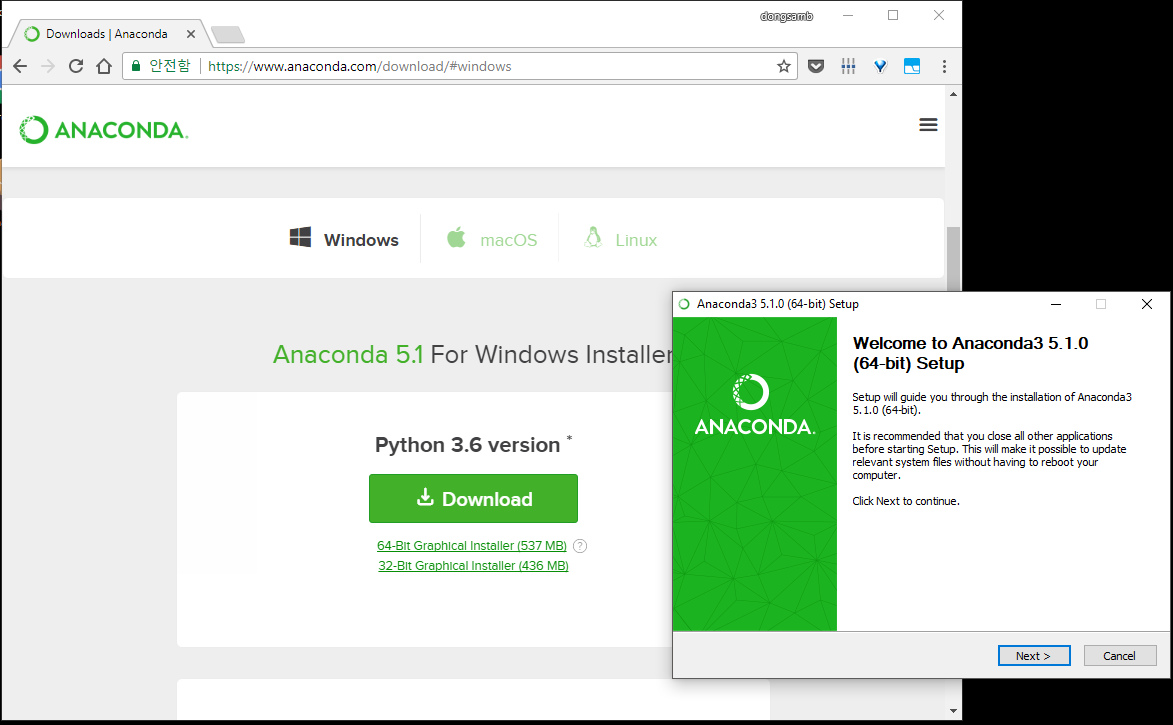 dongsamb
Downloads | Anaconda
안전함 https://www.anaconda.com/download/#windows
ANACONDA.
Windows macOS Linux
Anaconda 5.1 For Windows Installer
Python 3.6 version *
Download
64-Bit Graphical Installer (537 MB) ?
32-Bit Graphical Installer (436 MB)
Anaconda3 5.1.0 (64-bit) Setup
ANACONDA.
Welcome to Anaconda3 5.1.0
(64-bit) Setup
Setup will guide you through the installation of Anaconda3
5.1.0 (64-bit).
It is recommended that you close all other applications
before starting Setup. This will make it possible to update
relevant system files without having to reboot your
computer.
Click Next to continue.
Next > Cancel